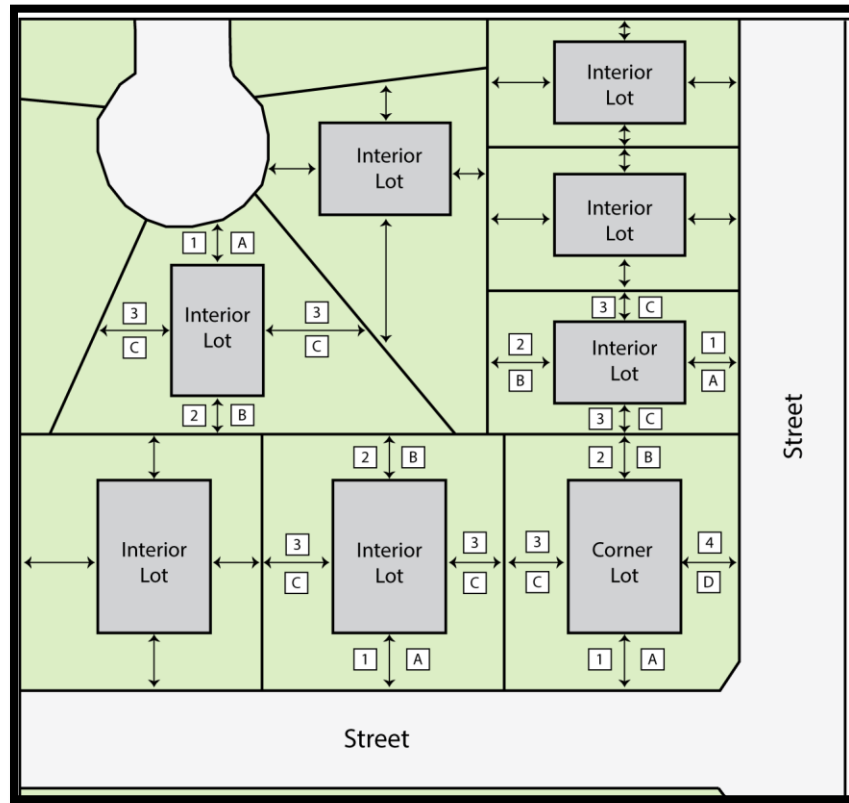 Interior
Lot
Interior
Lot
Interior
Lot
1 A
3 3
Interior
Lot
C C
2 B
3 C
2 1
Interior
Lot
B A
3 C
Street
2 B
2 B
Interior
Lot
3 3
Interior
Lot
C C
3 4
Corner
Lot
C D
1 A
1 A
Street